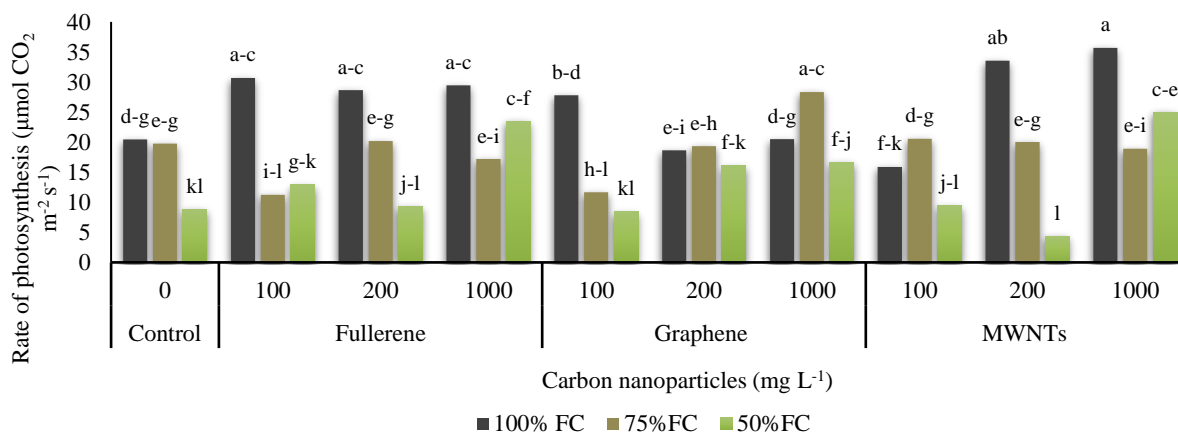 Rate of photosynthesis (μmol CO2
m-2 s-1)
40
35
30
25
20
15
10
5
0
d-g e-g kl
a-c i-l g-k
a-c e-g j-l
a-c e-i c-f
b-d h-l kl
e-i e-h f-k
d-g a-c f-j
f-k d-g j-l
ab e-g l
a e-i c-e
0 100 200 1000 100 200 1000 100 200 1000
Control Fullerene Graphene MWNTs
Carbon nanoparticles (mg L-1)
100% FC 75%FC 50%FC